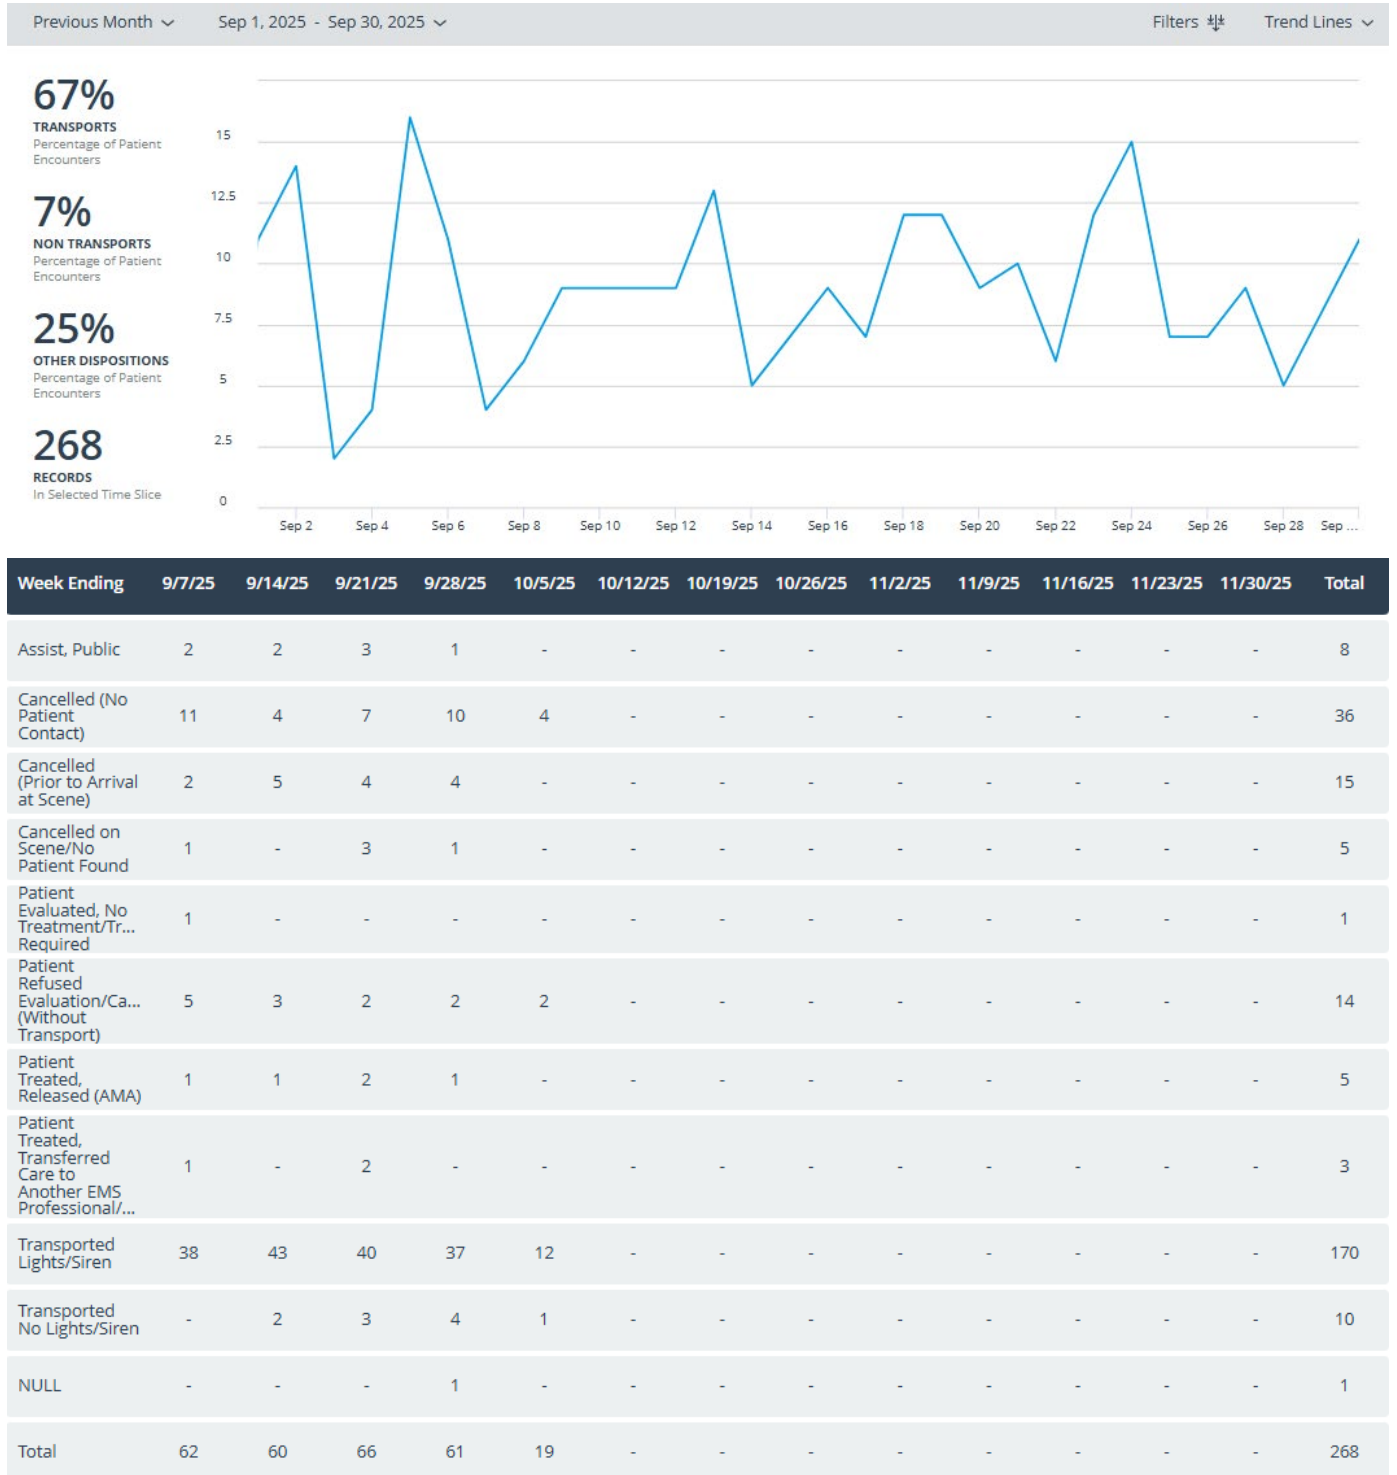 Previous Month
Sep 1, 2025 - Sep 30, 2025
Filters
Trend Lines
67%
TRANSPORTS
Percentage of Patient
Encounters
7%
NON TRANSPORTS
Percentage of Patient
Encounters
25%
OTHER DISPOSITIONS
Percentage of Patient
Encounters
268
RECORDS
In Selected Time Slice
15
12.5
10
7.5
5
2.5
0
Sep 2 Sep 4 Sep 6 Sep 8 Sep 10 Sep 12 Sep 14 Sep 16 Sep 18 Sep 20 Sep 22 Sep 24 Sep 26 Sep 28 Sep ...
Week Ending 9/7/25 9/14/25 9/21/25 9/28/25 10/5/25 10/12/25 10/19/25 10/26/25 11/2/25 11/9/25 11/16/25 11/23/25 11/30/25 Total
Assist, Public 2 2 3 1 - - - - - - - - - 8
Cancelled (No
Patient
Contact)
11 4 7 10 4 - - - - - - - - 36
Cancelled
(Prior to Arrival
at Scene)
2 5 4 4 - - - - - - - - - 15
Cancelled on
Scene/No
Patient Found
1 - 3 1 - - - - - - - - - 5
Patient
Evaluated, No
Treatment/Tr...
Required
1 - - - - - - - - - - - - 1
Patient
Refused
Evaluation/Ca...
(Without
Transport)
5 3 2 2 2 - - - - - - - - 14
Patient
Treated,
Released (AMA)
1 1 2 1 - - - - - - - - - 5
Patient
Treated,
Transferred
Care to
Another EMS
Professional/...
1 - 2 - - - - - - - - - - 3
Transported
Lights/Siren
38 43 40 37 12 - - - - - - - - 170
Transported
No Lights/Siren
- 2 3 4 1 - - - - - - - - 10
NULL - - - 1 - - - - - - - - - 1
Total 62 60 66 61 19 - - - - - - - - 268